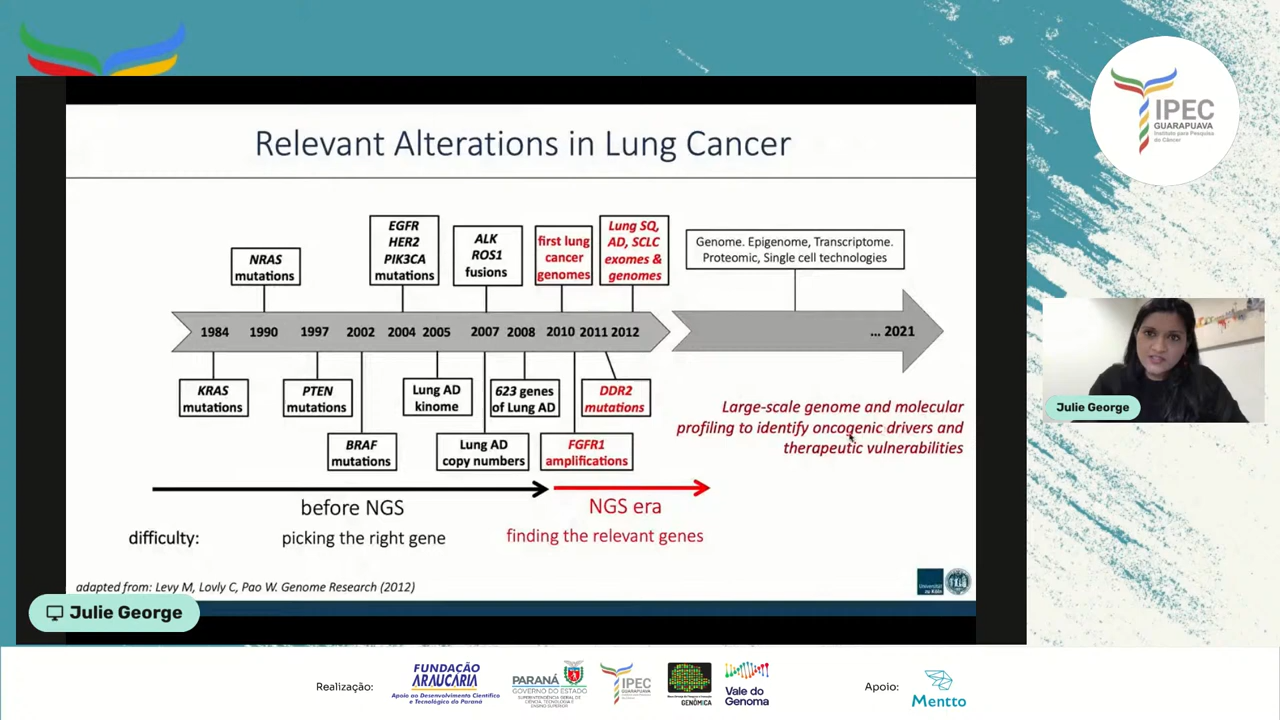 Relevant Alterations in Lung Cancer
NRAS
mutations
EGFR
HER2
PIK3CA
mutations
ALK
ROS1
fusions
first lung
cancer
genomes
Lung SQ,
AD, SCLC
exomes &
genomes
Genome. Epigenome, Transcriptome.
Proteomic, Single cell technologies
1984 1990 1997 2002 2004 2005 2007 2008 2010 2011 2012 ... 2021
KRAS
mutations
PTEN
mutations
Lung AD
kinome
623 genes
of Lung AD
DDR2
mutations
BRAF
mutations
Lung AD
copy numbers
FGFR1
amplifications
Large-scale genome and molecular
profiling to identify oncogenic drivers and
therapeutic vulnerabilities
before NGS
NGS era
difficulty: picking the right gene finding the relevant genes
adapted from: Levy M, Lovly C, Pao W. Genome Research (2012)
Universität
zu Köln
Julie George
IPEC
GUARAPUAVA
Instituto para Pesquisa
do Câncer
Julie George
Realização:
FUNDAÇÃO
ARAUCÁRIA
Apoio ao Desenvolvimento Científico
e Tecnológico do Paraná
PARANÁ
GOVERNO DO ESTADO
SUPERINTENDÊNCIA GERAL DE
CIÊNCIA, TECNOLOGIA E
ENSINO SUPERIOR
IPEC
GUARAPUAVA
GENÔMICA
Vale do
Genoma
Apoio:
Mentto